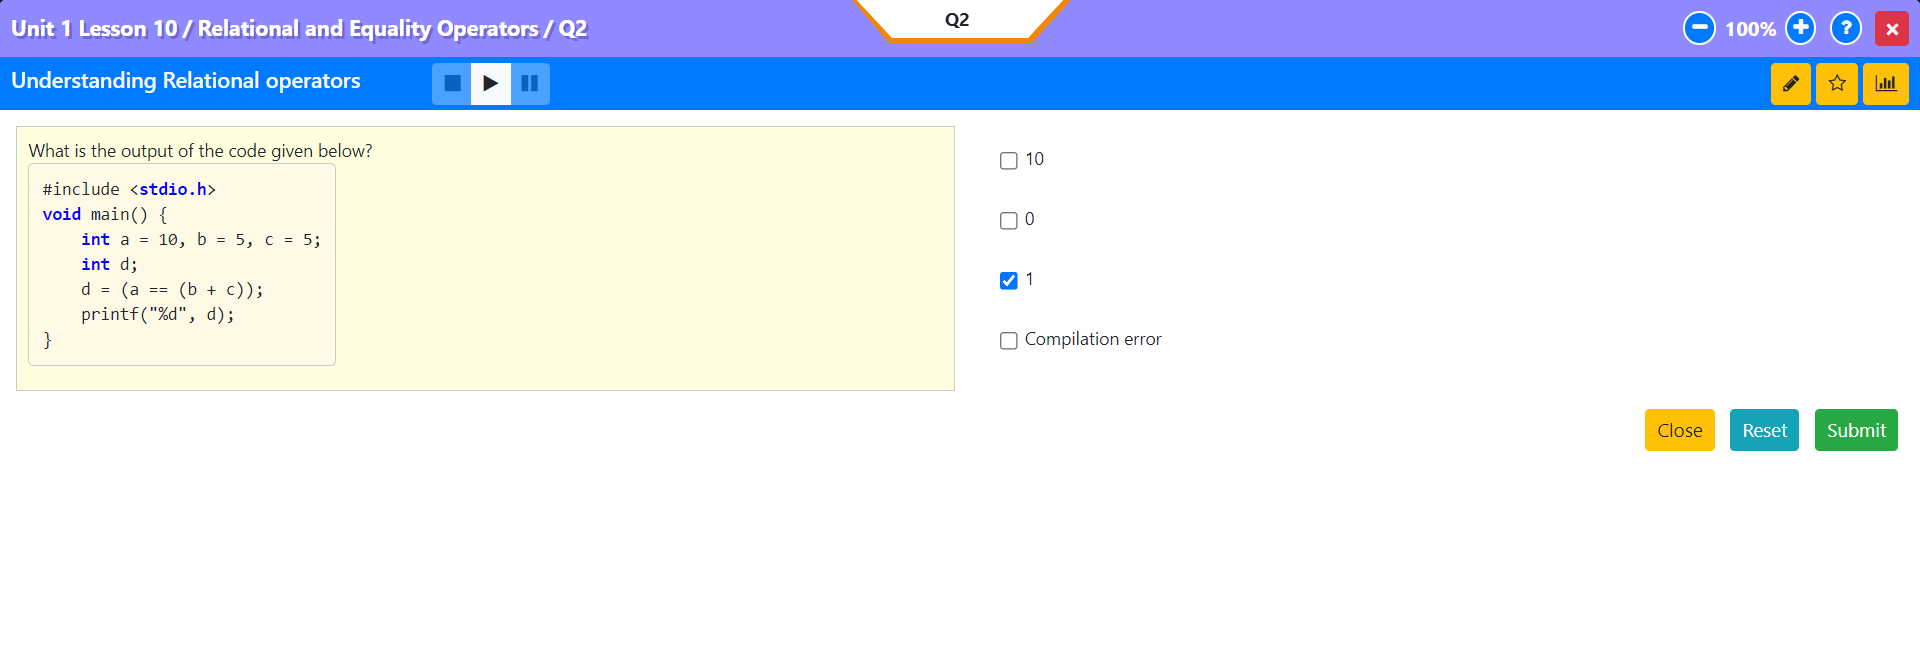 Q2
Unit 1 Lesson 10 / Relational and Equality Operators / Q2
100%
?
Understanding Relational operators
What is the output of the code given below?
#include <stdio.h>
void main() {
    int a = 10, b = 5, c = 5;
    int d;
    d = (a == (b + c));
    printf("%d", d);
}
10
0
1
Compilation error
Close
Reset
Submit